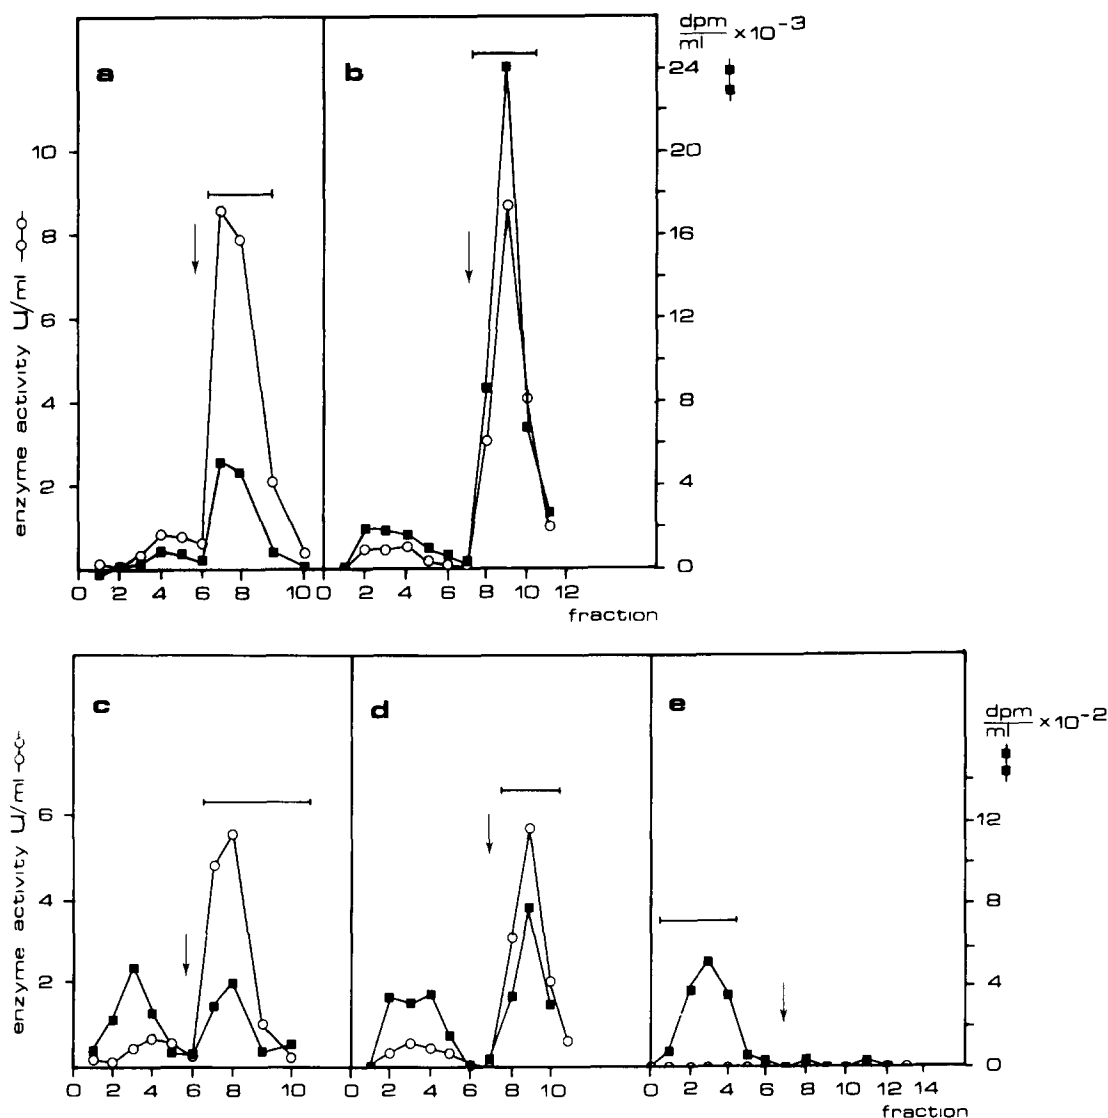 a
b
dpm/ml ×10⁻³
24
20
16
12
8
4
0
10
8
6
4
2
enzyme activity U/ml
0 2 4 6 8 10
0 2 4 6 8 10 12
fraction
c
d
e
dpm/ml ×10⁻²
12
8
4
0
6
4
2
enzyme activity U/ml
0 2 4 6 8 10
0 2 4 6 8 10
0 2 4 6 8 10 12 14
fraction